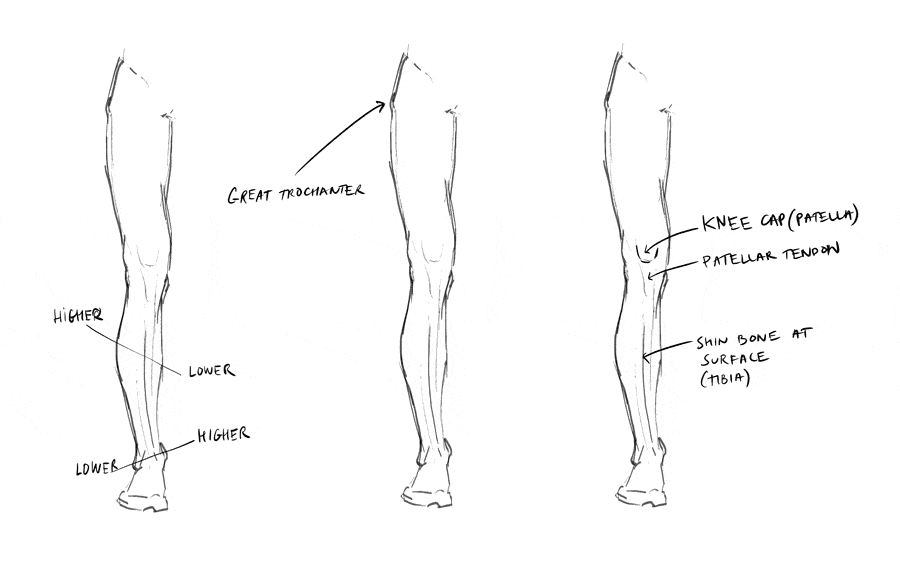 HIGHER
LOWER
HIGHER
LOWER
GREAT TROCHANTER
KNEE CAP (PATELLA)
PATELLAR TENDON
SHIN BONE AT
SURFACE
(TIBIA)